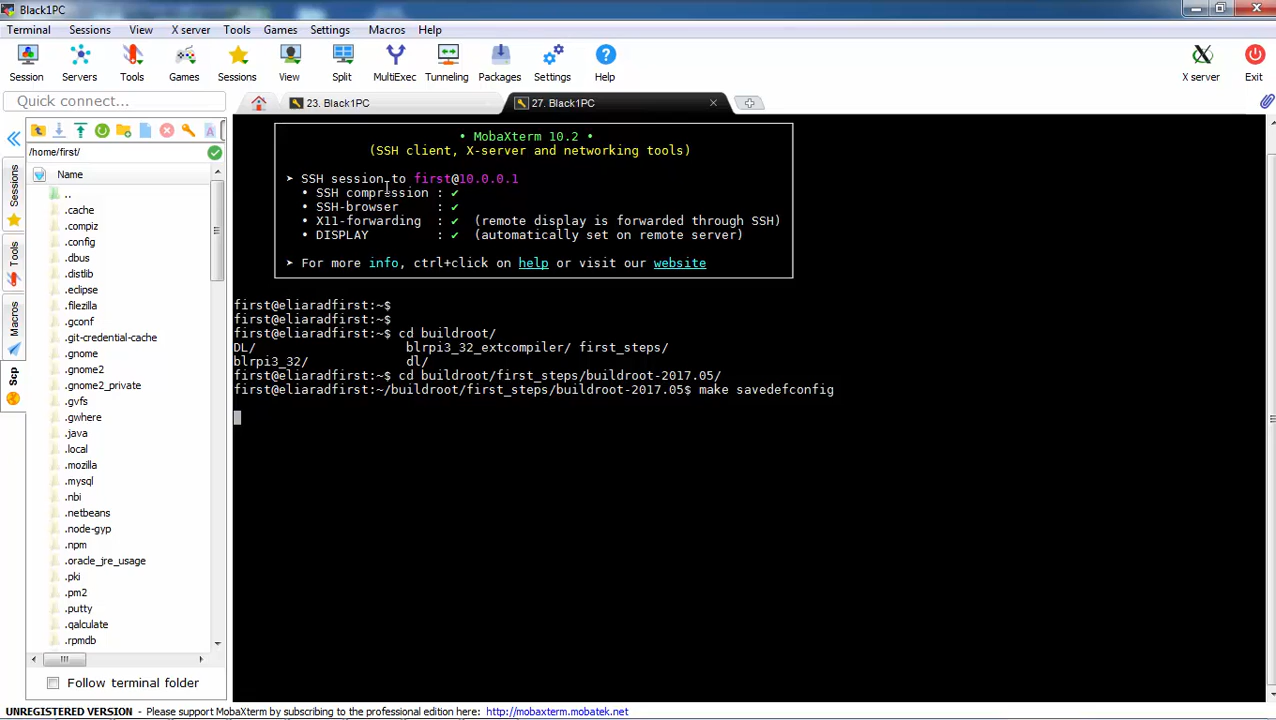 Black1PC
Terminal Sessions View X server Tools Games Settings Macros Help
Session Servers Tools Games Sessions View Split MultiExec Tunneling Packages Settings Help X server Exit
Quick connect...
23. Black1PC
27. Black1PC
/home/first/
Name
..
.cache
.compiz
.config
.dbus
.distlib
.eclipse
.filezilla
.gconf
.git-credential-cache
.gnome
.gnome2
.gnome2_private
.gvfs
.gwhere
.java
.local
.mozilla
.mysql
.nbi
.netbeans
.node-gyp
.npm
.oracle_jre_usage
.pki
.pm2
.putty
.qalculate
.rpmdb
Sessions
Tools
Macros
Scp
Follow terminal folder
• MobaXterm 10.2 •
(SSH client, X-server and networking tools)
➤ SSH session to first@10.0.0.1
• SSH compression : ✔
• SSH-browser : ✔
• X11-forwarding : ✔ (remote display is forwarded through SSH)
• DISPLAY : ✔ (automatically set on remote server)
➤ For more info, ctrl+click on help or visit our website
first@eliaradfirst:~$
first@eliaradfirst:~$
first@eliaradfirst:~$ cd buildroot/
DL/ blrpi3_32_extcompiler/ first_steps/
blrpi3_32/ dl/
first@eliaradfirst:~$ cd buildroot/first_steps/buildroot-2017.05/
first@eliaradfirst:~/buildroot/first_steps/buildroot-2017.05$ make savedefconfig
UNREGISTERED VERSION - Please support MobaXterm by subscribing to the professional edition here: http://mobaxterm.mobatek.net